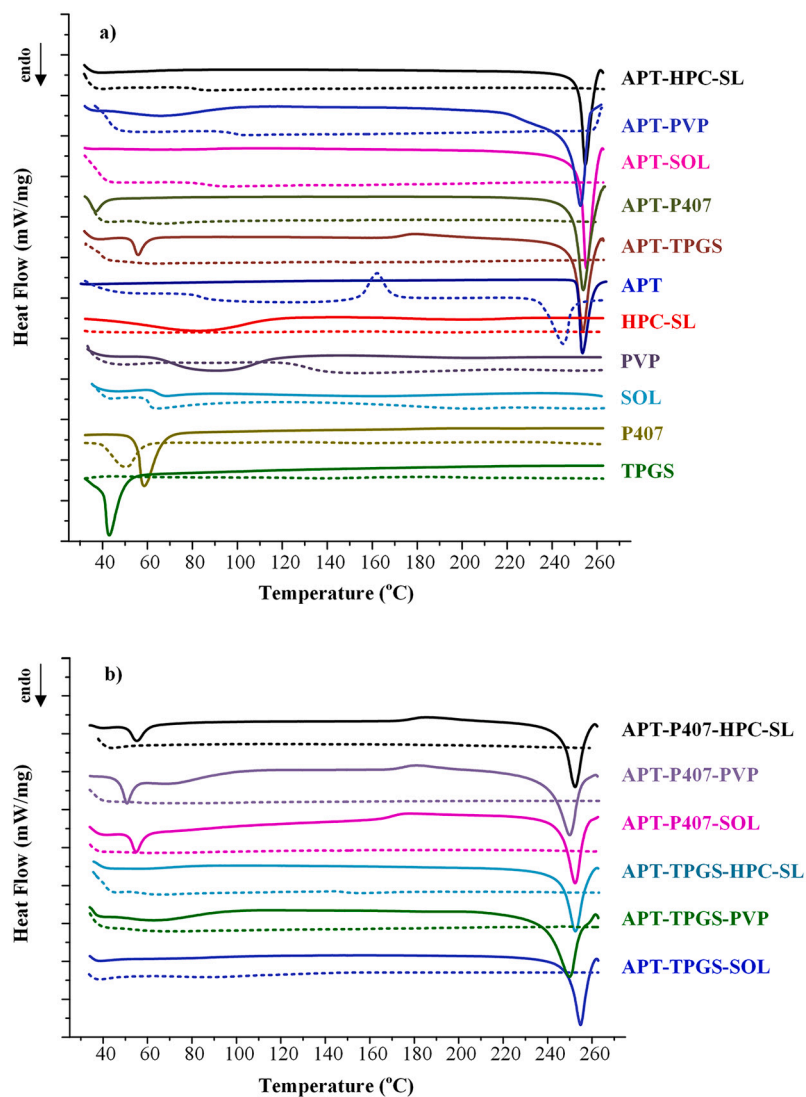 a)
endo
Heat Flow (mW/mg)
APT-HPC-SL
APT-PVP
APT-SOL
APT-P407
APT-TPGS
APT
HPC-SL
PVP
SOL
P407
TPGS
40 60 80 100 120 140 160 180 200 220 240 260
Temperature (°C)
b)
endo
Heat Flow (mW/mg)
APT-P407-HPC-SL
APT-P407-PVP
APT-P407-SOL
APT-TPGS-HPC-SL
APT-TPGS-PVP
APT-TPGS-SOL
40 60 80 100 120 140 160 180 200 220 240 260
Temperature (°C)